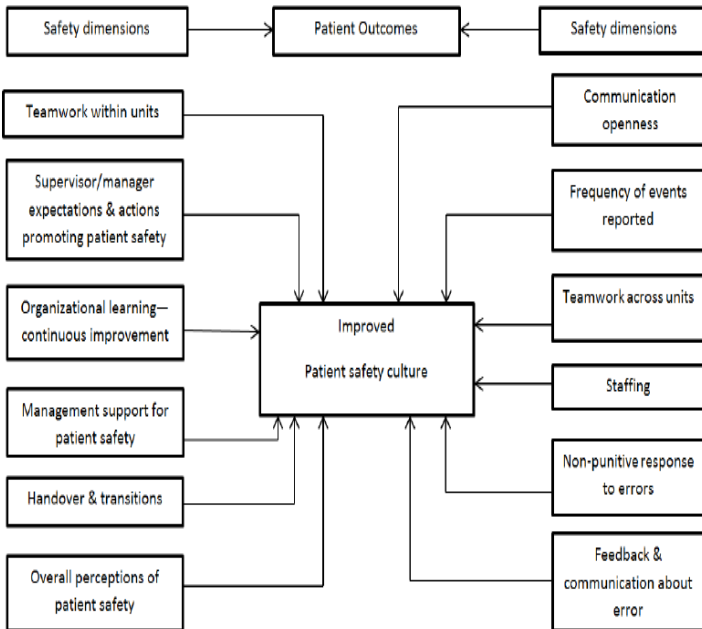 Safety dimensions
Patient Outcomes
Safety dimensions
Teamwork within units
Supervisor/manager
expectations & actions
promoting patient safety
Organizational learning—
continuous improvement
Management support for
patient safety
Handover & transitions
Overall perceptions of
patient safety
Improved
Patient safety culture
Communication
openness
Frequency of events
reported
Teamwork across units
Staffing
Non-punitive response
to errors
Feedback &
communication about
error